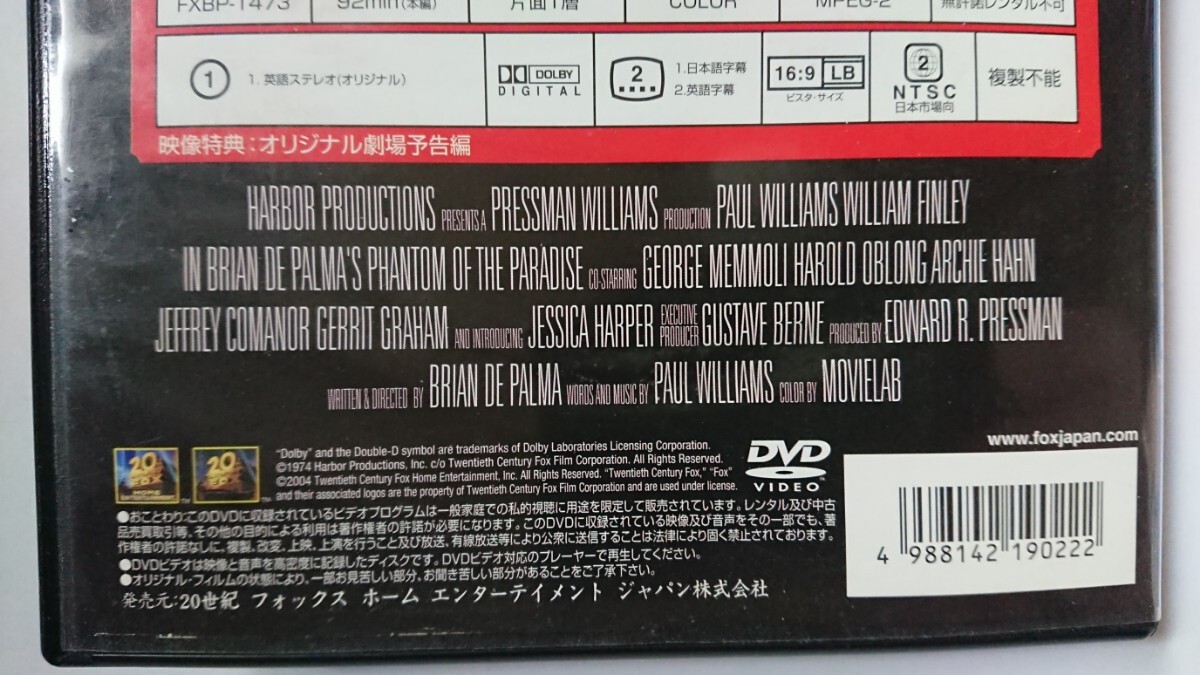 FXBP-1473 92min(本編) 片面1層 COLOR MPEG-2 無許諾レンタル不可
1 1. 英語ステレオ(オリジナル) DOLBY DIGITAL 2 1.日本語字幕 2.英語字幕 16:9 LB ビスタ・サイズ 2 NTSC 日本市場向 複製不能
映像特典:オリジナル劇場予告編
HARBOR PRODUCTIONS PRESENTS A PRESSMAN WILLIAMS PRODUCTION PAUL WILLIAMS WILLIAM FINLEY
IN BRIAN DE PALMA'S PHANTOM OF THE PARADISE CO-STARRING GEORGE MEMMOLI HAROLD OBLONG ARCHIE HAHN
JEFFREY COMANOR GERRIT GRAHAM AND INTRODUCING JESSICA HARPER EXECUTIVE PRODUCER GUSTAVE BERNE PRODUCED BY EDWARD R. PRESSMAN
WRITTEN & DIRECTED BY BRIAN DE PALMA WORDS AND MUSIC BY PAUL WILLIAMS COLOR BY MOVIELAB
20 FOX HOME ENTERTAINMENT
"Dolby" and the Double-D symbol are trademarks of Dolby Laboratories Licensing Corporation.
©1974 Harbor Productions, Inc. c/o Twentieth Century Fox Film Corporation. All Rights Reserved.
©2004 Twentieth Century Fox Home Entertainment, Inc. All Rights Reserved. "Twentieth Century Fox," "Fox"
and their associated logos are the property of Twentieth Century Fox Film Corporation and are used under license.
DVD VIDEO
www.foxjapan.com
●おことわり:このDVDに収録されているビデオプログラムは一般家庭での私的視聴に用途を限定して販売されています。レンタル及び中古
品売買取引等、その他の目的による利用は著作権者の許諾が必要になります。このDVDに収録されている映像及び音声をその一部でも、著
作権者の許諾なしに、複製、改変、上映、上演を行うこと及び放送、有線放送等により公衆に送信することは法律により固く禁止されております。
●DVDビデオは映像と音声を高密度に記録したディスクです。DVDビデオ対応のプレーヤーで再生してください。
●オリジナル・フィルムの状態により、一部お見苦しい部分、お聞き苦しい部分があることをご了承下さい。
発売元:20世紀 フォックス ホーム エンターテイメント ジャパン株式会社
4 988142 190222